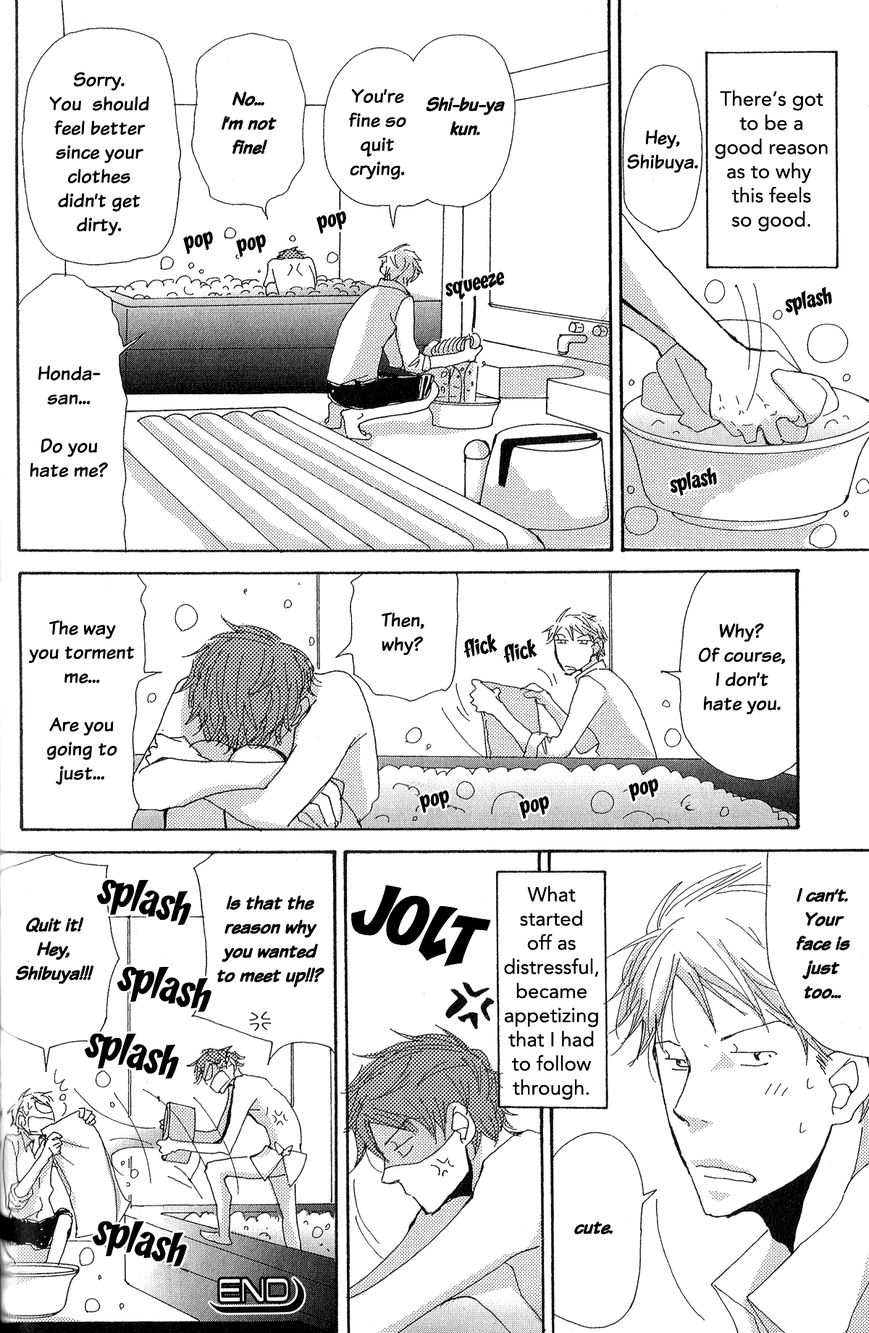 There's got
to be a
good reason
as to why
this feels
so good.
Hey,
Shibuya.
splash
splash
Shi-bu-ya
kun.
You're
fine so
quit
crying.
No...
I'm not
fine!
Sorry.
You should
feel better
since your
clothes
didn't get
dirty.
pop
pop
pop
squeeze
Honda-
san...
Do you
hate me?
Why?
Of course,
I don't
hate you.
flick
flick
Then,
why?
pop
pop
pop
The way
you torment
me...
Are you
going to
just...
I can't.
Your
face is
just
too...
cute.
What
started
off as
distressful,
became
appetizing
that I had
to follow
through.
JOLT
Is that the
reason why
you wanted
to meet up!!?
splash
splash
splash
splash
Quit it!
Hey,
Shibuya!!!
END